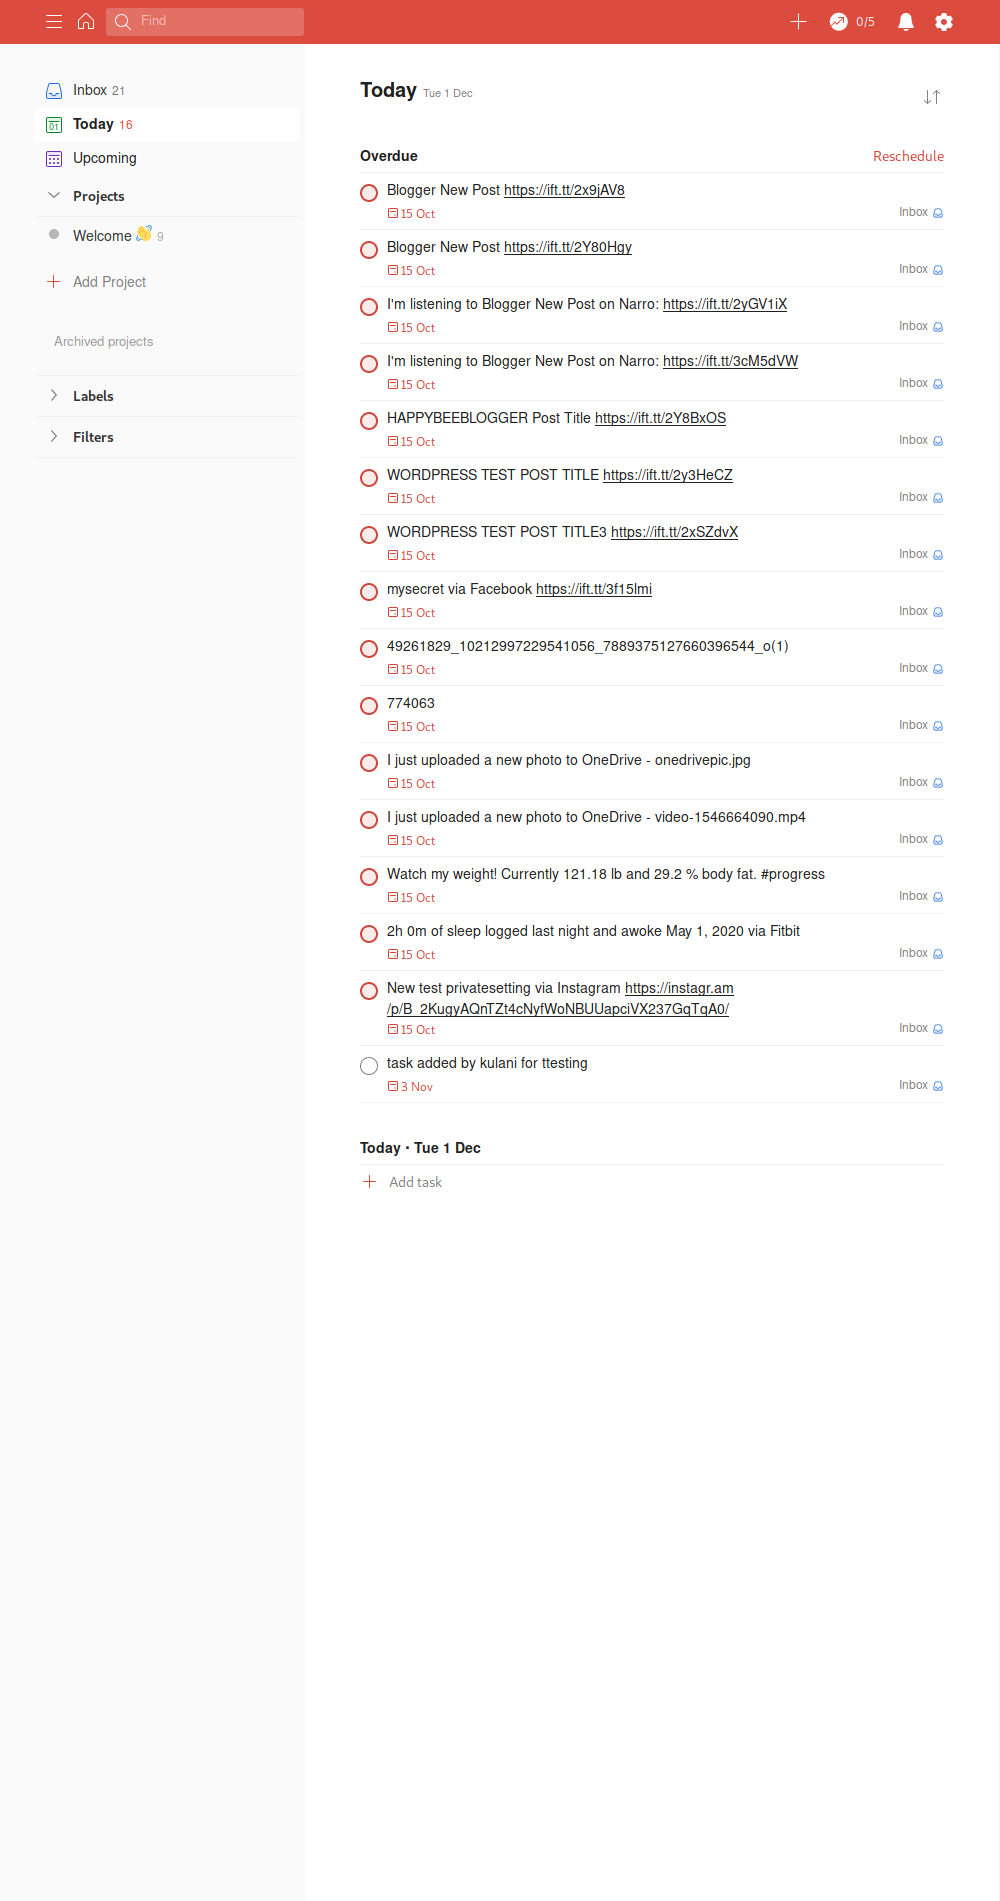 Find
0/5
Inbox 21
01 Today 16
Upcoming
Projects
Welcome 👋 9
Add Project
Archived projects
Labels
Filters
Today Tue 1 Dec
Overdue Reschedule
Blogger New Post https://ift.tt/2x9jAV8
15 Oct Inbox
Blogger New Post https://ift.tt/2Y80Hgy
15 Oct Inbox
I'm listening to Blogger New Post on Narro: https://ift.tt/2yGV1iX
15 Oct Inbox
I'm listening to Blogger New Post on Narro: https://ift.tt/3cM5dVW
15 Oct Inbox
HAPPYBEEBLOGGER Post Title https://ift.tt/2Y8BxOS
15 Oct Inbox
WORDPRESS TEST POST TITLE https://ift.tt/2y3HeCZ
15 Oct Inbox
WORDPRESS TEST POST TITLE3 https://ift.tt/2xSZdvX
15 Oct Inbox
mysecret via Facebook https://ift.tt/3f15lmi
15 Oct Inbox
49261829_10212997229541056_7889375127660396544_o(1)
15 Oct Inbox
774063
15 Oct Inbox
I just uploaded a new photo to OneDrive - onedrivepic.jpg
15 Oct Inbox
I just uploaded a new photo to OneDrive - video-1546664090.mp4
15 Oct Inbox
Watch my weight! Currently 121.18 lb and 29.2 % body fat. #progress
15 Oct Inbox
2h 0m of sleep logged last night and awoke May 1, 2020 via Fitbit
15 Oct Inbox
New test privatesetting via Instagram https://instagr.am
/p/B_2KugyAQnTZt4cNyfWoNBUUapciVX237GqTqA0/
15 Oct Inbox
task added by kulani for ttesting
3 Nov Inbox
Today · Tue 1 Dec
Add task